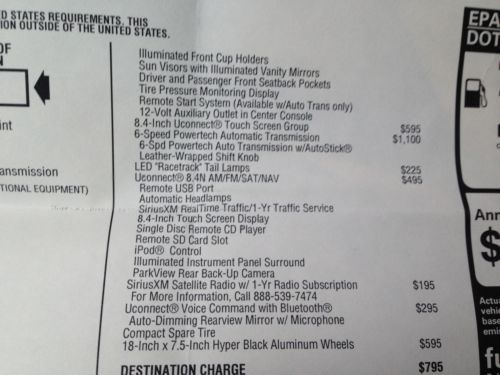 D STATES REQUIREMENTS, THIS
ION OUTSIDE OF THE UNITED STATES.
OF
N
int
ansmission
TIONAL EQUIPMENT)
Illuminated Front Cup Holders
Sun Visors with Illuminated Vanity Mirrors
Driver and Passenger Front Seatback Pockets
Tire Pressure Monitoring Display
Remote Start System (Available w/Auto Trans only)
12-Volt Auxiliary Outlet in Center Console
8.4-Inch Uconnect® Touch Screen Group $595
6-Speed Powertech Automatic Transmission $1,100
6-Spd Powertech Auto Transmission w/AutoStick®
Leather-Wrapped Shift Knob
LED "Racetrack" Tail Lamps $225
Uconnect® 8.4N AM/FM/SAT/NAV $495
Remote USB Port
Automatic Headlamps
SiriusXM RealTime Traffic/1-Yr Traffic Service
8.4-Inch Touch Screen Display
Single Disc Remote CD Player
Remote SD Card Slot
iPod® Control
Illuminated Instrument Panel Surround
ParkView Rear Back-Up Camera
SiriusXM Satellite Radio w/ 1-Yr Radio Subscription $195
For More Information, Call 888-539-7474
Uconnect® Voice Command with Bluetooth® $295
Auto-Dimming Rearview Mirror w/ Microphone
Compact Spare Tire
18-Inch x 7.5-Inch Hyper Black Aluminum Wheels $595
DESTINATION CHARGE $795
EPA
DOT
Ann
$
Actua
vehic
base
emis
fu